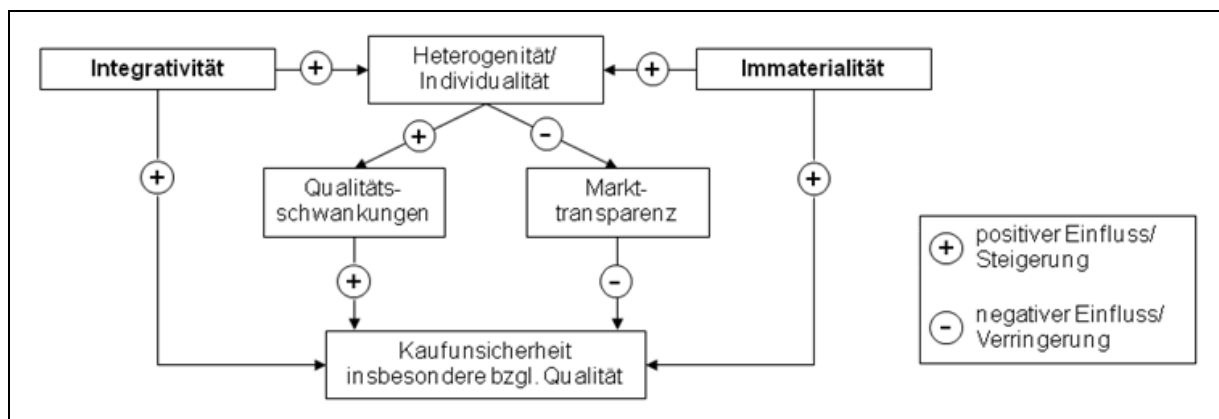 Integrativität
+
Heterogenität/
Individualität
+
Immaterialität
+
-
+
+
Qualitäts-
schwankungen
Markt-
transparenz
+
-
Kaufunsicherheit
insbesondere bzgl. Qualität
+
positiver Einfluss/
Steigerung
-
negativer Einfluss/
Verringerung